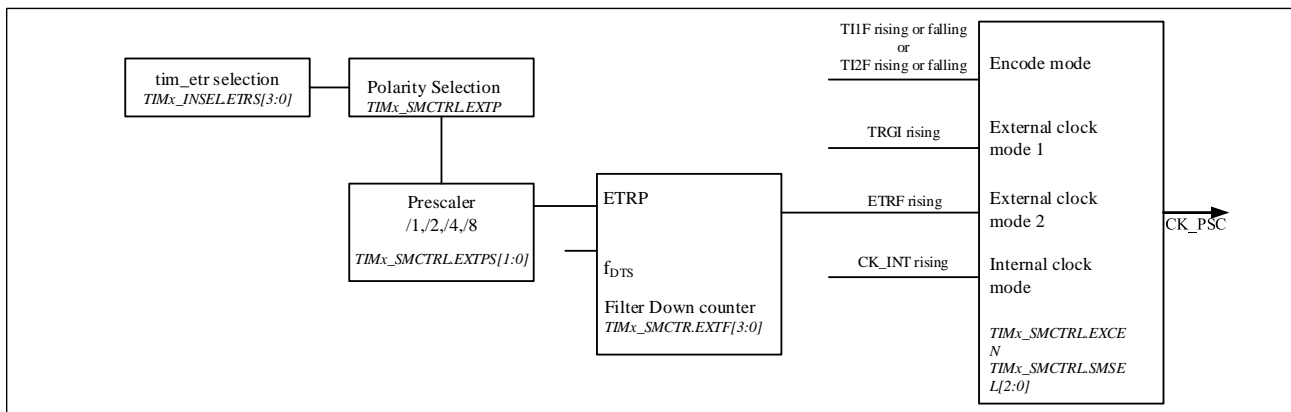 tim_etr selection
TIMx_INSEL.ETRS[3:0]
Polarity Selection
TIMx_SMCTRL.EXTP
Prescaler
/1,/2,/4,/8
TIMx_SMCTRL.EXTPS[1:0]
ETRP
fDTS
Filter Down counter
TIMx_SMCTR.EXTF[3:0]
TI1F rising or falling
or
TI2F rising or falling
TRGI rising
ETRF rising
CK_INT rising
Encode mode
External clock
mode 1
External clock
mode 2
Internal clock
mode
TIMx_SMCTRL.EXCE
N
TIMx_SMCTRL.SMSE
L[2:0]
CK_PSC